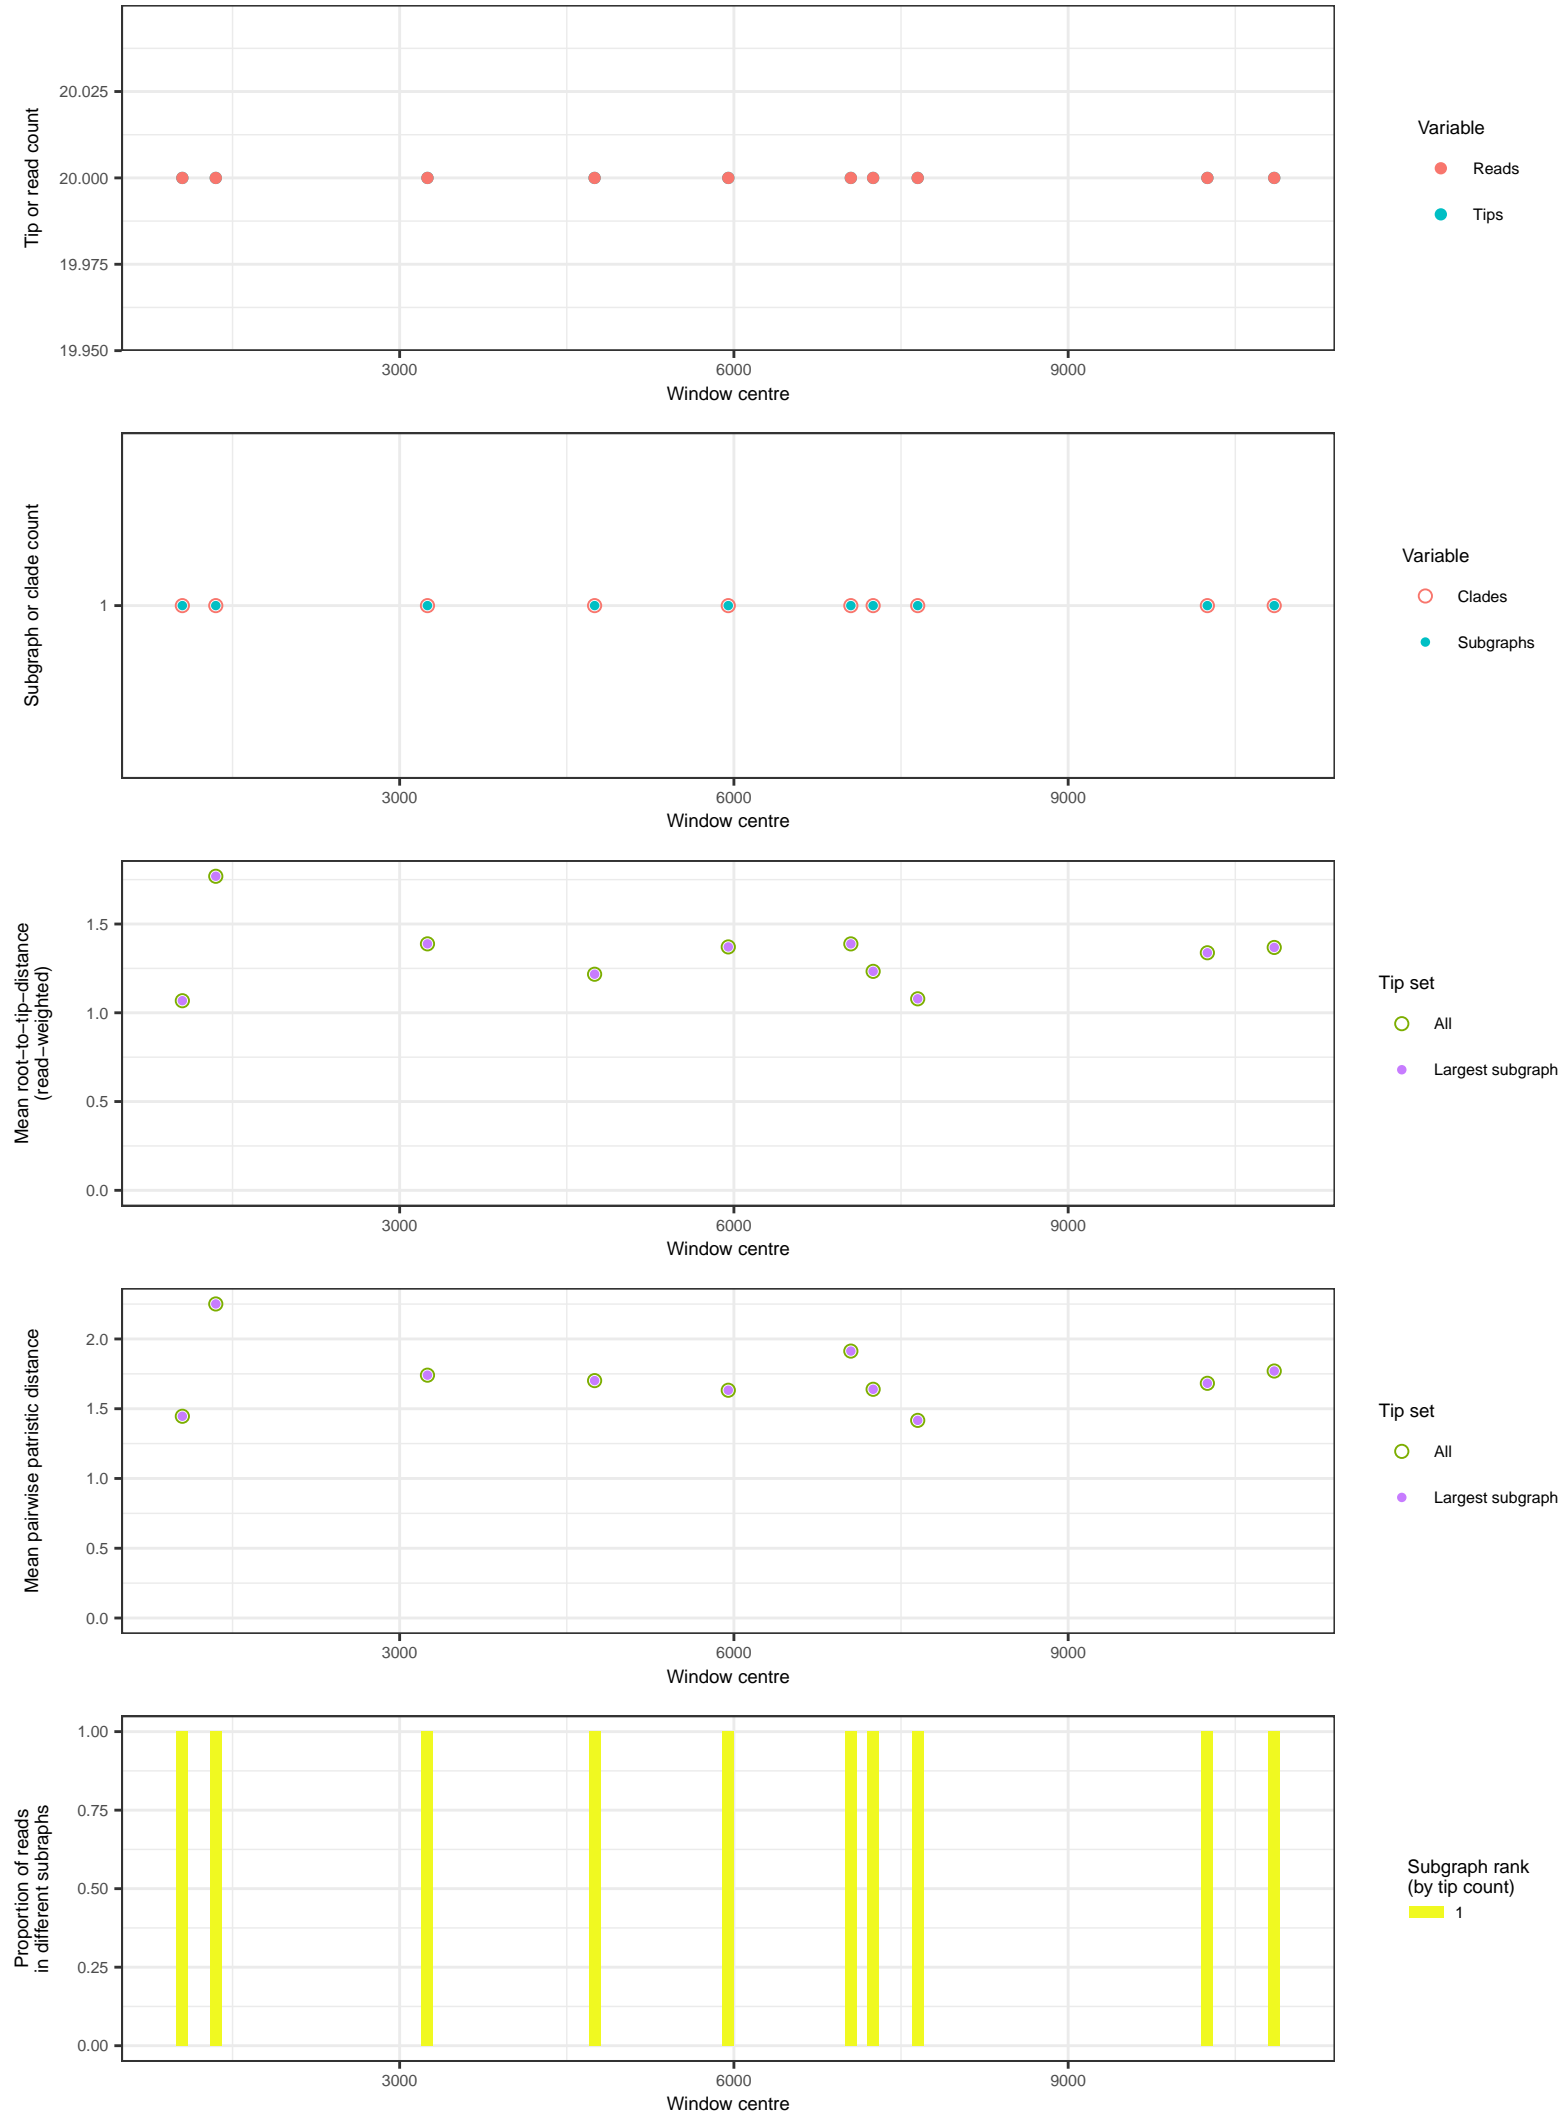 Tip or read count
20.025
20.000
19.975
19.950
3000
6000
9000
Window centre
Variable
Reads
Tips
Subgraph or clade count
1
3000
6000
9000
Window centre
Variable
Clades
Subgraphs
Mean root−to−tip−distance
(read−weighted)
1.5
1.0
0.5
0.0
3000
6000
9000
Window centre
Tip set
All
Largest subgraph
Mean pairwise patristic distance
2.0
1.5
1.0
0.5
0.0
3000
6000
9000
Window centre
Tip set
All
Largest subgraph
Proportion of reads
in different subraphs
1.00
0.75
0.50
0.25
0.00
3000
6000
9000
Window centre
Subgraph rank
(by tip count)
1